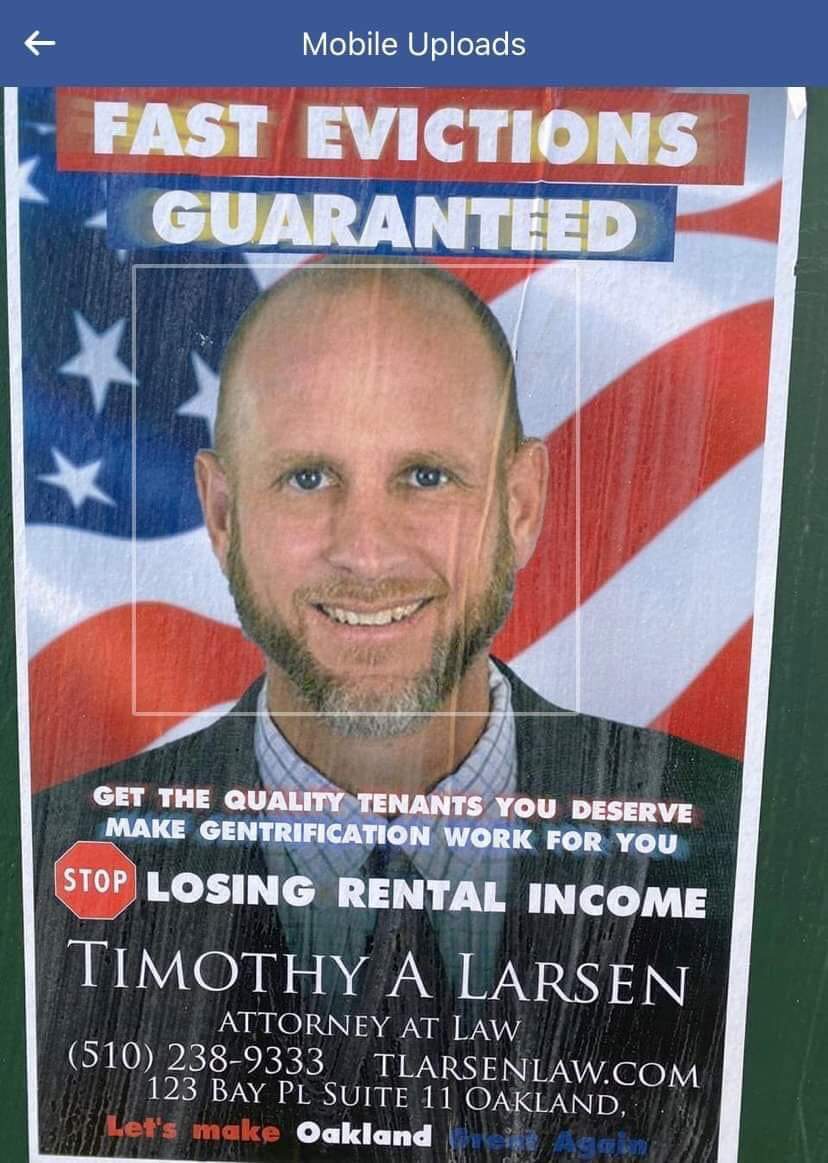 Mobile Uploads
FAST EVICTIONS
GUARANTEED
GET THE QUALITY TENANTS YOU DESERVE
MAKE GENTRIFICATION WORK FOR YOU
STOP LOSING RENTAL INCOME
TIMOTHY A LARSEN
ATTORNEY AT LAW
(510) 238-9333 TLARSENLAW.COM
123 BAY PL SUITE 11 OAKLAND,
Let's make Oakland Great Again